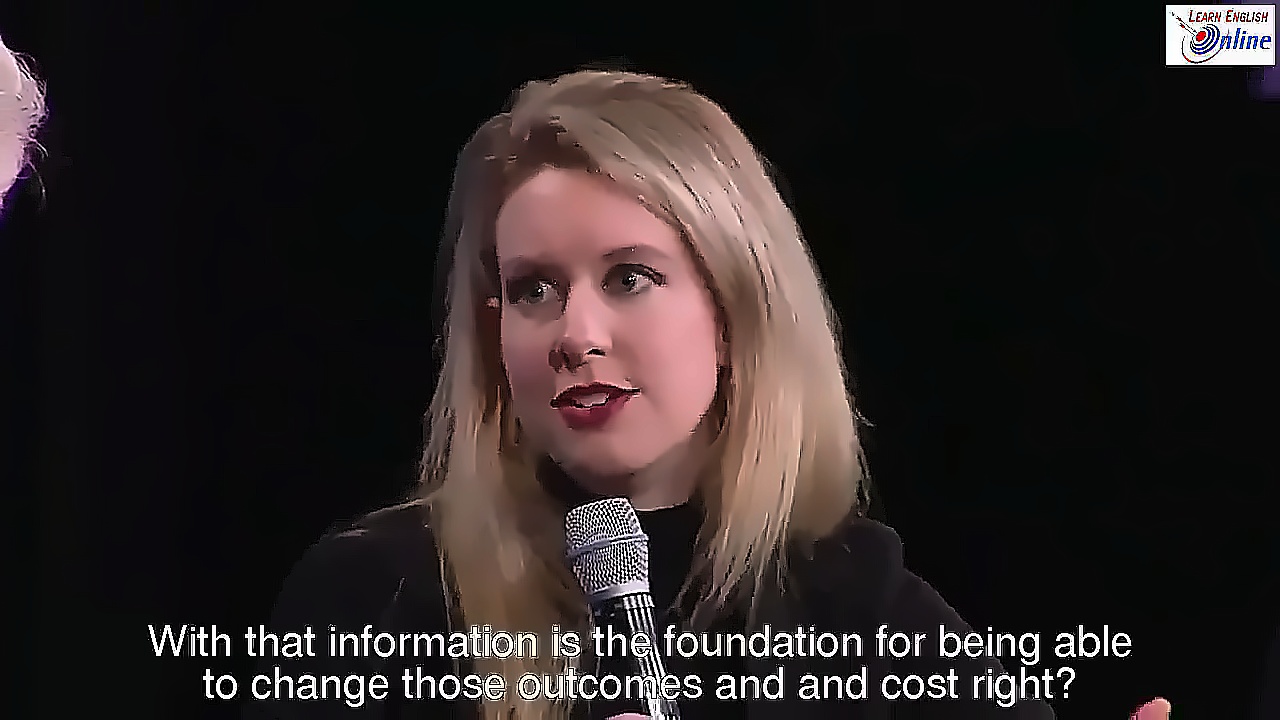 LEARN ENGLISH
Online
With that information is the foundation for being able
to change those outcomes and and cost right?